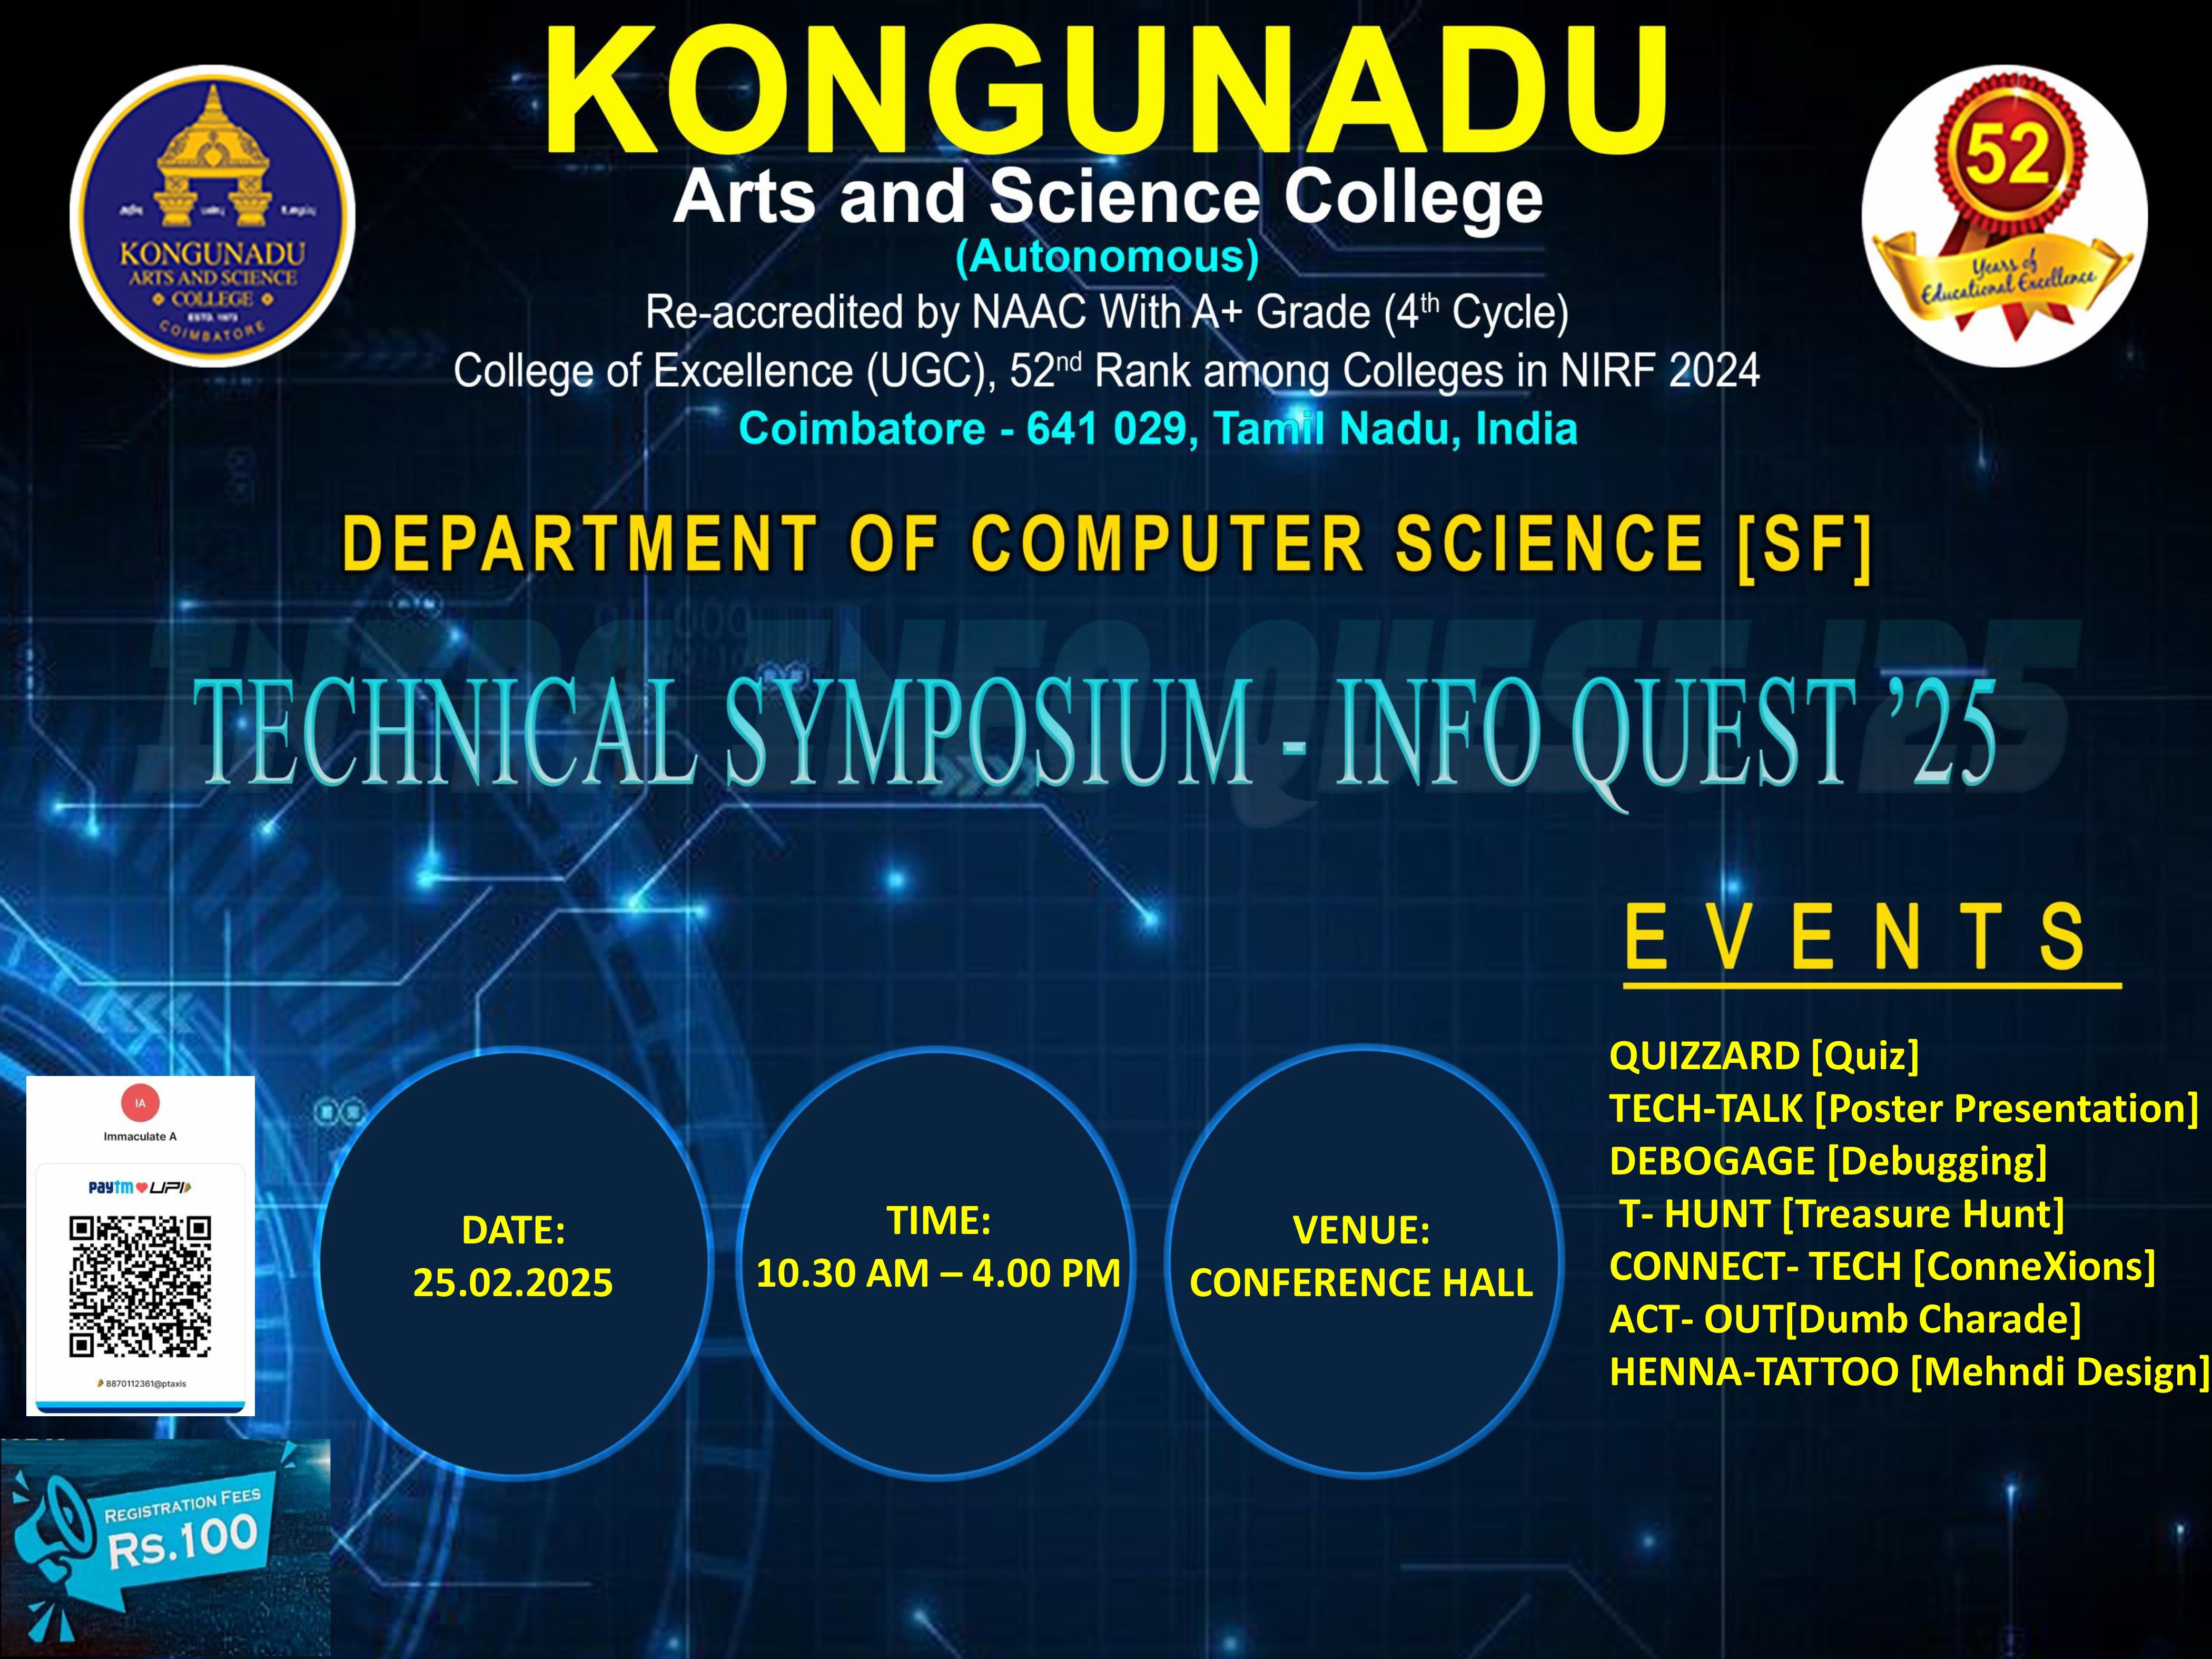 KONGUNADU
Arts and Science College
(Autonomous)
Re-accredited by NAAC With A+ Grade (4th Cycle)
College of Excellence (UGC), 52nd Rank among Colleges in NIRF 2024
Coimbatore - 641 029, Tamil Nadu, India
KONGUNADU
ARTS AND SCIENCE
COLLEGE
ESTD. 1973
COIMBATORE
52
Years of
Educational Excellence
DEPARTMENT OF COMPUTER SCIENCE [SF]
INFO QUEST '25
TECHNICAL SYMPOSIUM - INFO QUEST ’25
EVENTS
QUIZZARD [Quiz]
TECH-TALK [Poster Presentation]
DEBOGAGE [Debugging]
T- HUNT [Treasure Hunt]
CONNECT- TECH [ConneXions]
ACT- OUT[Dumb Charade]
HENNA-TATTOO [Mehndi Design]
DATE:
25.02.2025
TIME:
10.30 AM – 4.00 PM
VENUE:
CONFERENCE HALL
IA
Immaculate A
paytm UPI
8870112361@ptaxis
REGISTRATION FEES
RS.100